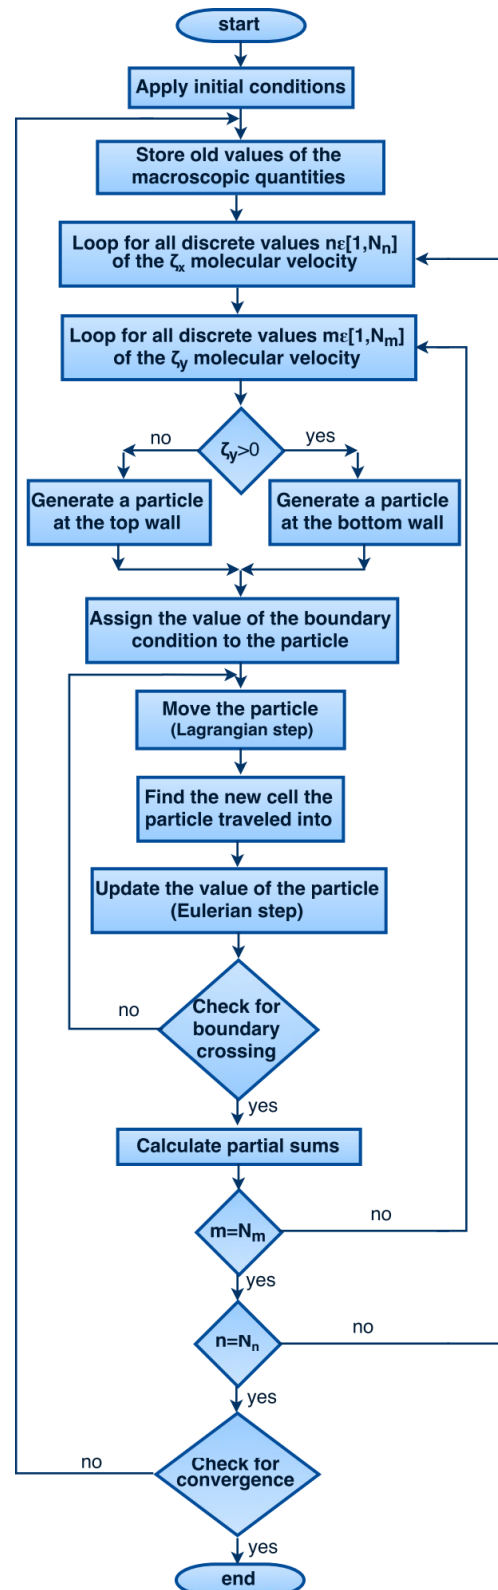 start
Apply initial conditions
Store old values of the
macroscopic quantities
Loop for all discrete values nε[1,Nₙ]
of the ζₓ molecular velocity
Loop for all discrete values mε[1,Nₘ]
of the ζᵧ molecular velocity
no
ζᵧ>0
yes
Generate a particle
at the top wall
Generate a particle
at the bottom wall
Assign the value of the boundary
condition to the particle
Move the particle
(Lagrangian step)
Find the new cell the
particle traveled into
Update the value of the particle
(Eulerian step)
no
Check for
boundary
crossing
yes
Calculate partial sums
m=Nₘ
no
yes
n=Nₙ
no
yes
no
Check for
convergence
yes
end